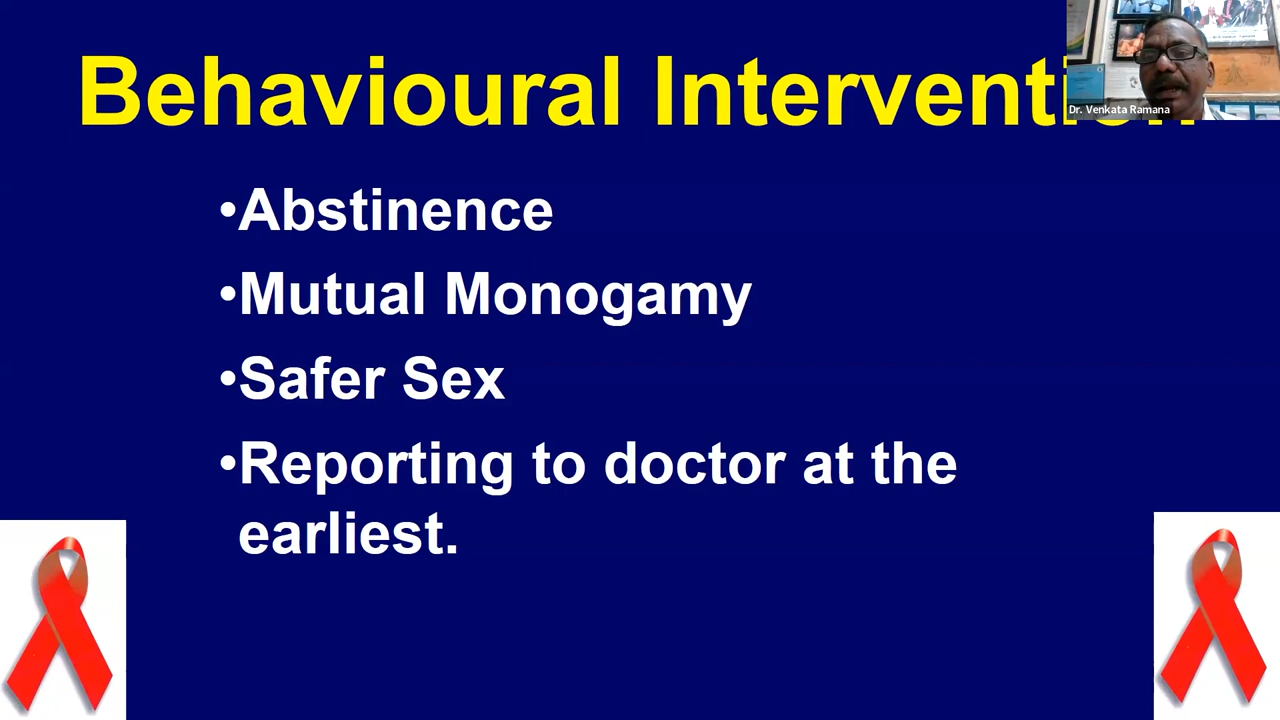 Behavioural Intervention
Dr. Venkata Ramana
•Abstinence
•Mutual Monogamy
•Safer Sex
•Reporting to doctor at the
earliest.